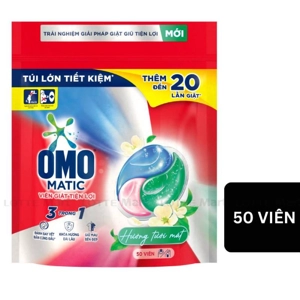 TRẢI NGHIỆM GIẢI PHÁP GIẶT GIŨ TIỆN LỢI MỚI
TÚI LỚN TIẾT KIỆM*
THÊM ĐẾN 20 LẦN GIẶT*
OMO
MATIC
VIÊN GIẶT TIỆN LỢI
3 TRONG 1
Hương tươi mát
50 VIÊN
50 VIÊN